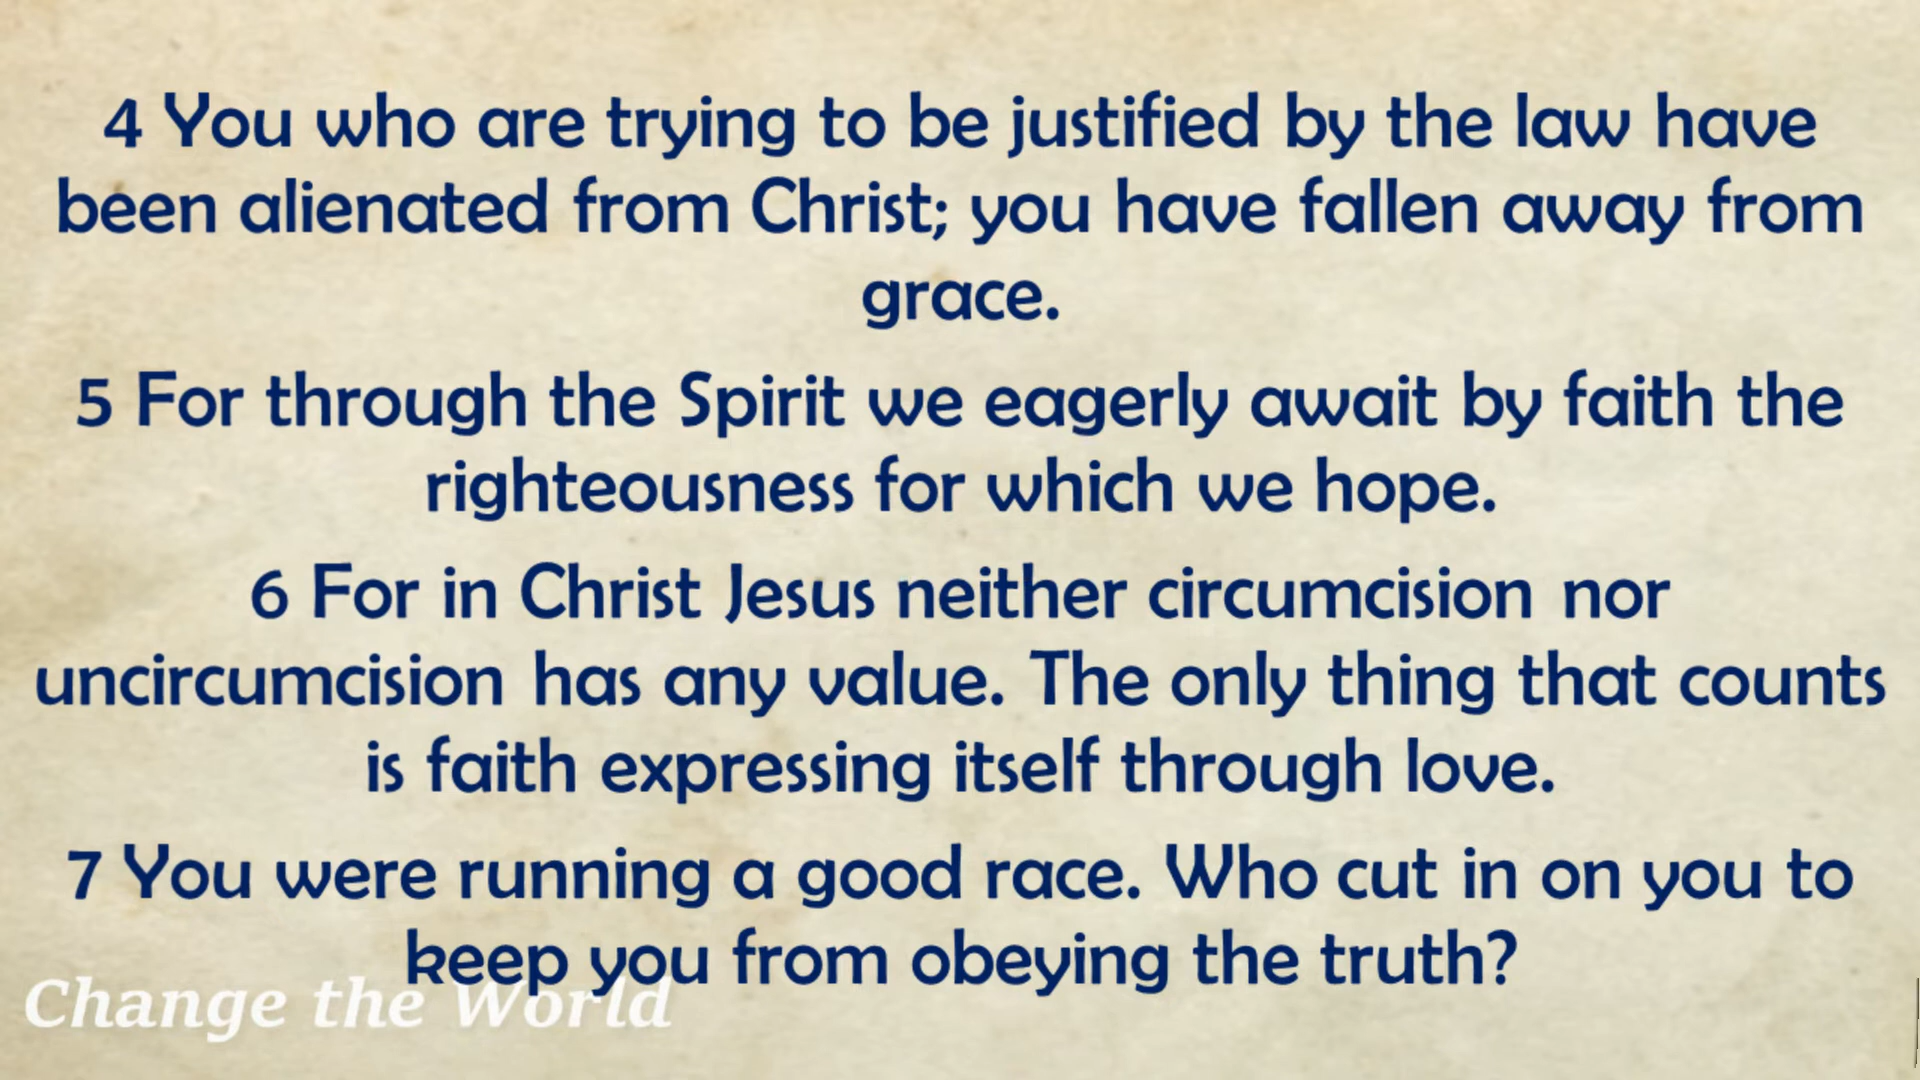 4 You who are trying to be justified by the law have
been alienated from Christ; you have fallen away from
grace.
5 For through the Spirit we eagerly await by faith the
righteousness for which we hope.
6 For in Christ Jesus neither circumcision nor
uncircumcision has any value. The only thing that counts
is faith expressing itself through love.
7 You were running a good race. Who cut in on you to
keep you from obeying the truth?
Change the World